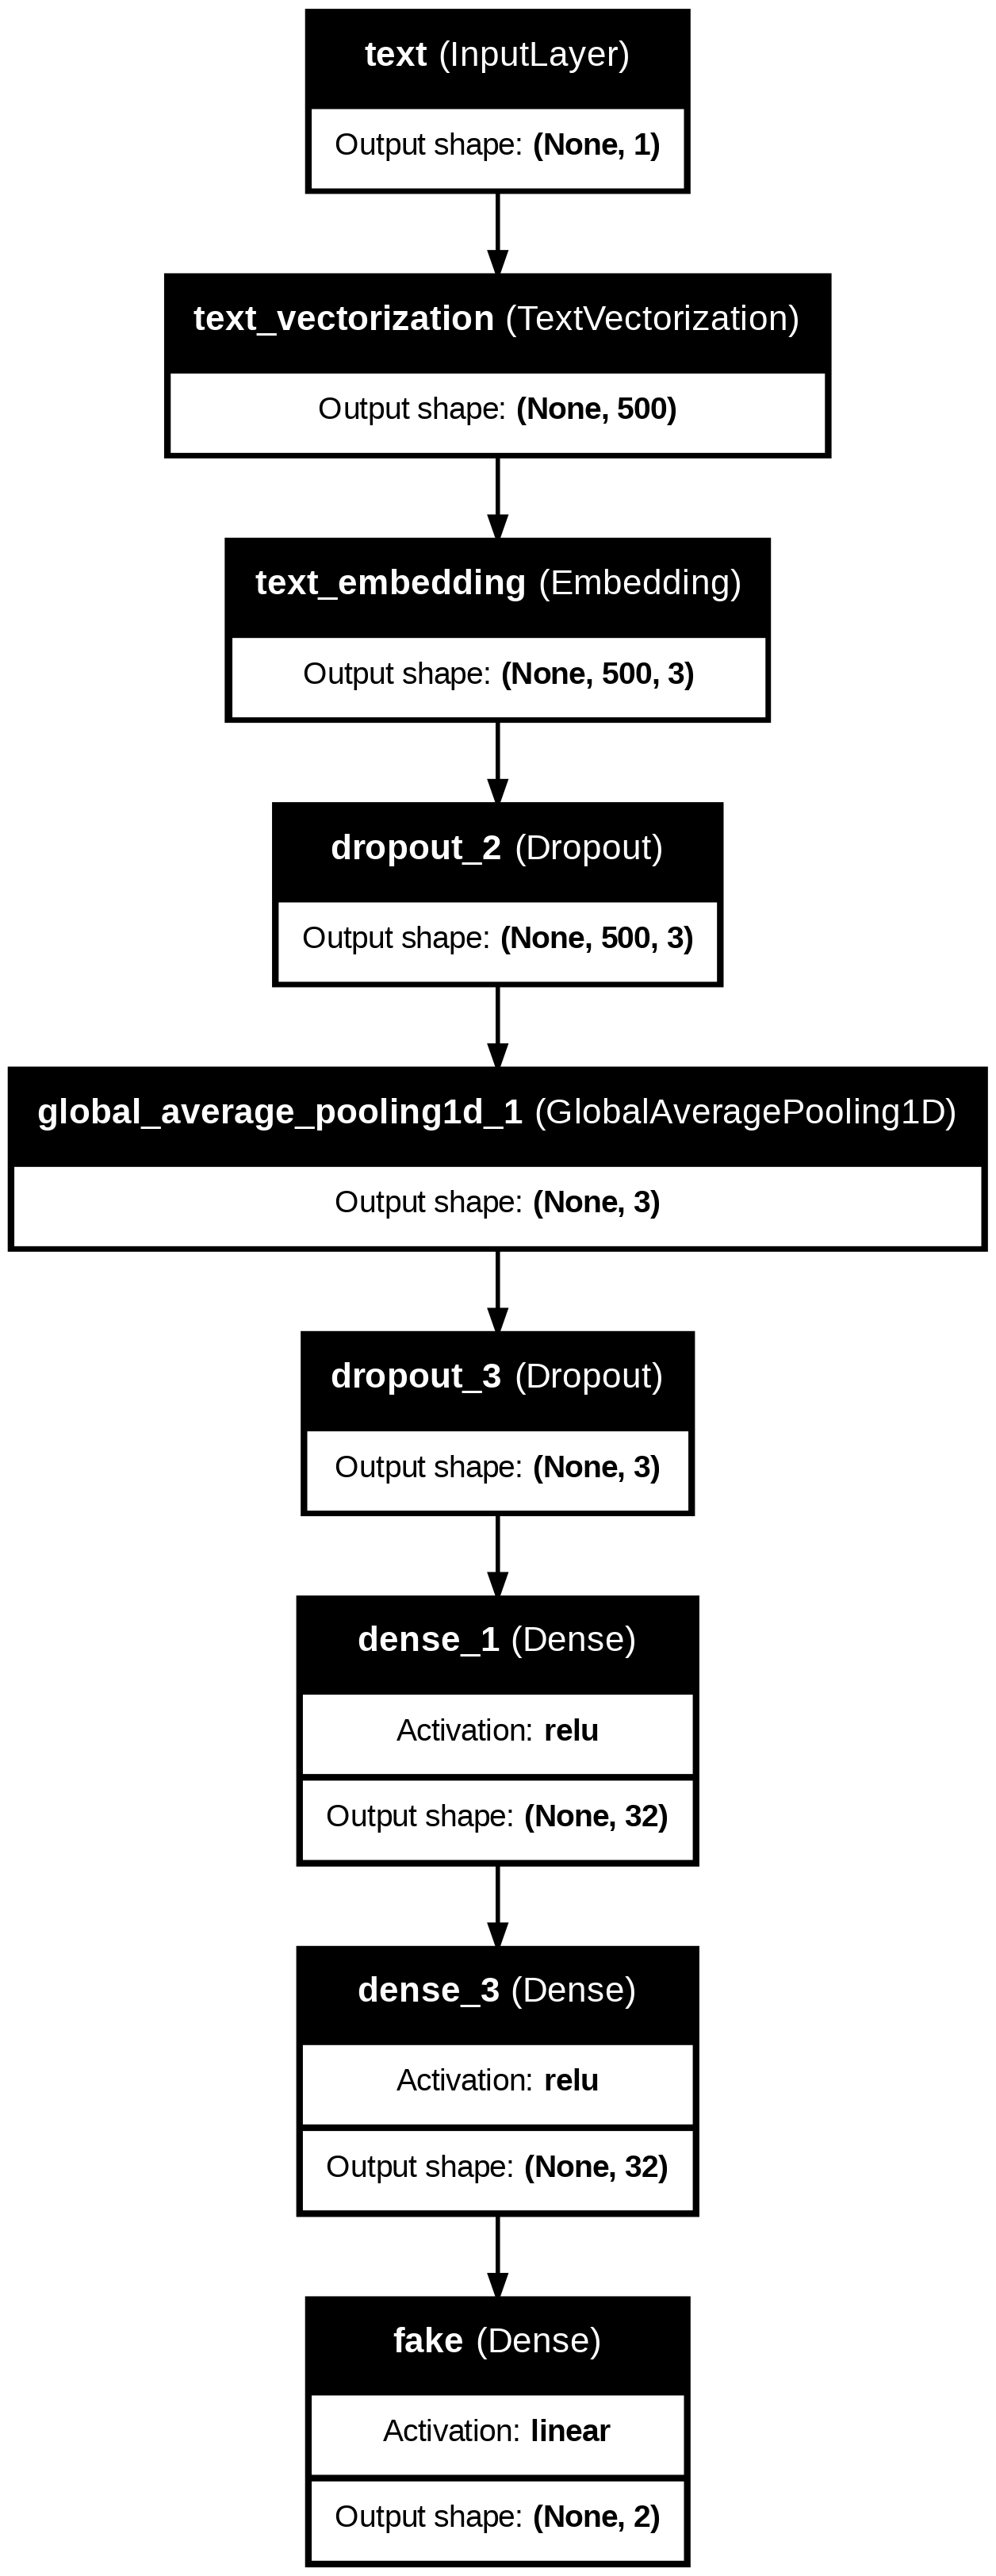 text (InputLayer)
Output shape: (None, 1)
text_vectorization (TextVectorization)
Output shape: (None, 500)
text_embedding (Embedding)
Output shape: (None, 500, 3)
dropout_2 (Dropout)
Output shape: (None, 500, 3)
global_average_pooling1d_1 (GlobalAveragePooling1D)
Output shape: (None, 3)
dropout_3 (Dropout)
Output shape: (None, 3)
dense_1 (Dense)
Activation: relu
Output shape: (None, 32)
dense_3 (Dense)
Activation: relu
Output shape: (None, 32)
fake (Dense)
Activation: linear
Output shape: (None, 2)